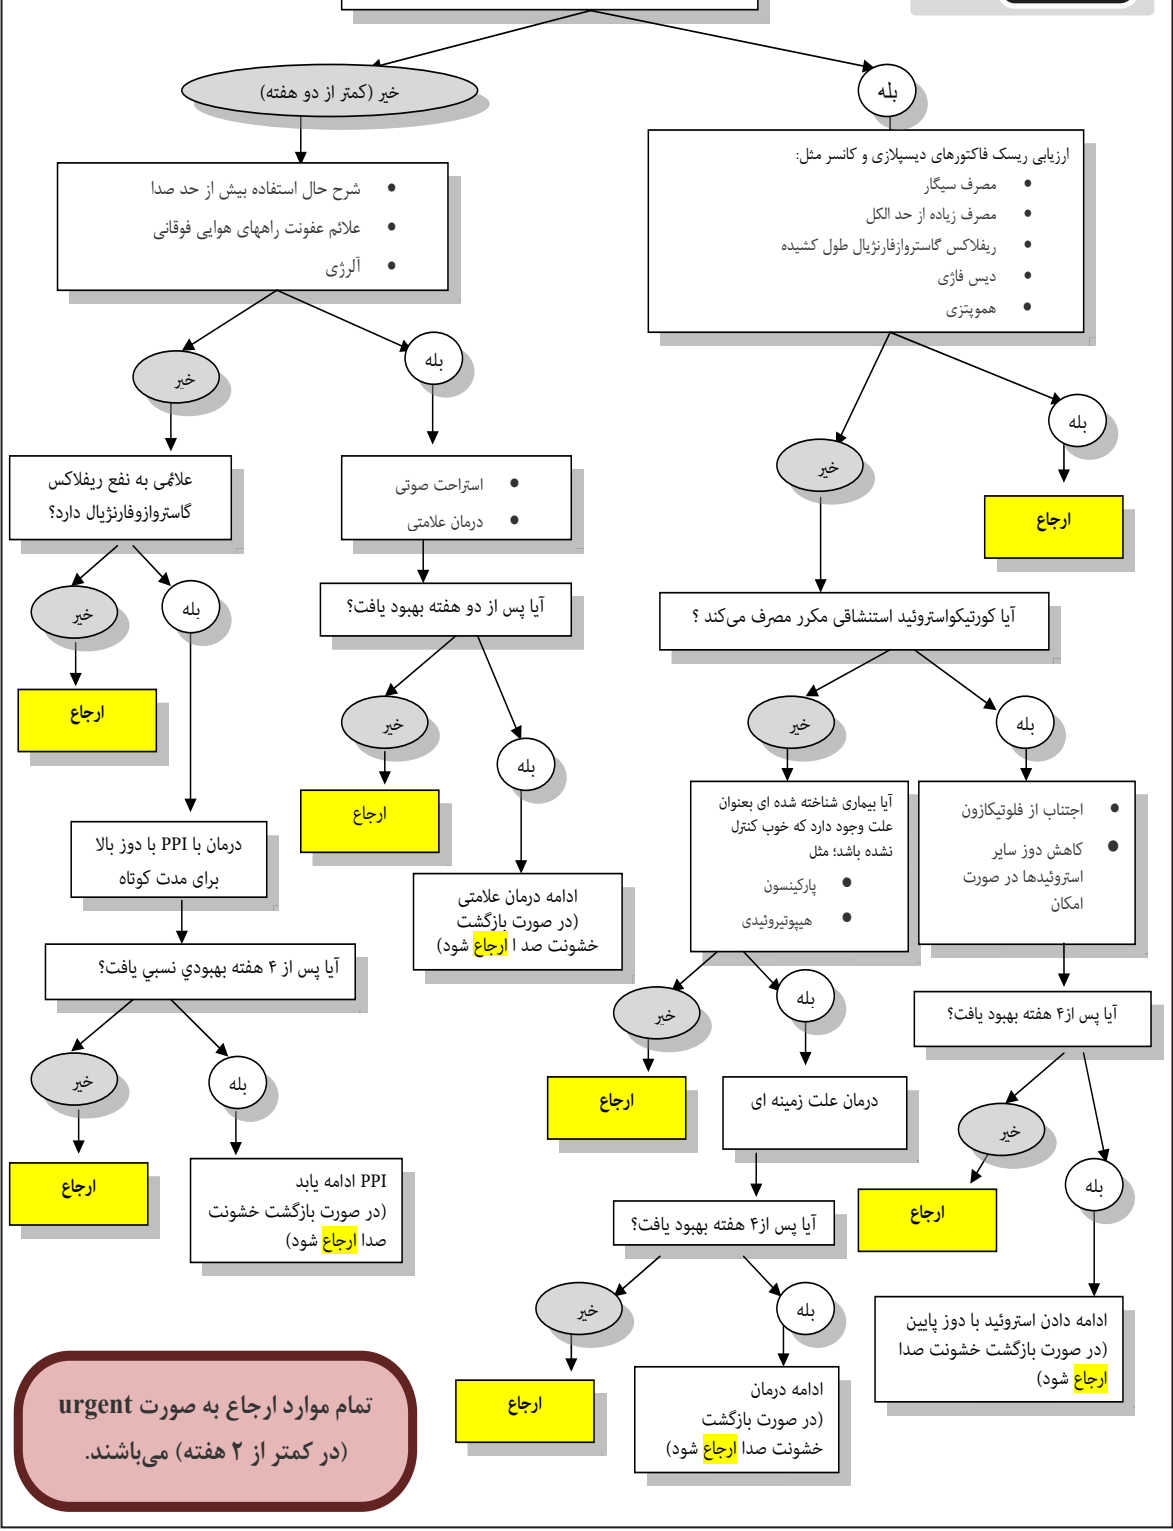 بله
خیر (کمتر از دو هفته)
ارزیابی ریسک فاکتورهای دیسپلازی و کانسر مثل:
• مصرف سیگار
• مصرف زیاده از حد الکل
• ریفلاکس گاستروازفارنژیال طول کشیده
• دیس فاژی
• هموپتزی
• شرح حال استفاده بیش از حد صدا
• علائم عفونت راههای هوایی فوقانی
• آلرژی
بله
خیر
بله
خیر
ارجاع
آیا کورتیکواستروئید استنشاقی مکرر مصرف می‌کند ؟
• استراحت صوتی
• درمان علامتی
علائمی به نفع ریفلاکس
گاستروازوفارنژیال دارد؟
آیا پس از دو هفته بهبود یافت؟
بله
خیر
ارجاع
بله
خیر
بله
خیر
ارجاع
• اجتناب از فلوتیکازون
• کاهش دوز سایر
استروئیدها در صورت
امکان
آیا بیماری شناخته شده ای بعنوان
علت وجود دارد که خوب کنترل
نشده باشد؛ مثل
• پارکینسون
• هیپوتیروئیدی
ادامه درمان علامتی
(در صورت بازگشت
خشونت صد ا ارجاع شود)
درمان با PPI با دوز بالا
برای مدت کوتاه
آیا پس از ۴ هفته بهبودي نسبي یافت؟
بله
خیر
ارجاع
آیا پس از۴ هفته بهبود یافت؟
درمان علت زمینه ای
بله
خیر
ارجاع
PPI ادامه یابد
(در صورت بازگشت خشونت
صدا ارجاع شود)
بله
خیر
ارجاع
آیا پس از۴ هفته بهبود یافت؟
بله
خیر
ارجاع
ادامه دادن استروئید با دوز پایین
(در صورت بازگشت خشونت صدا
ارجاع شود)
ادامه درمان
(در صورت بازگشت
خشونت صدا ارجاع شود)
تمام موارد ارجاع به صورت urgent
(در کمتر از ۲ هفته) می‌باشند.